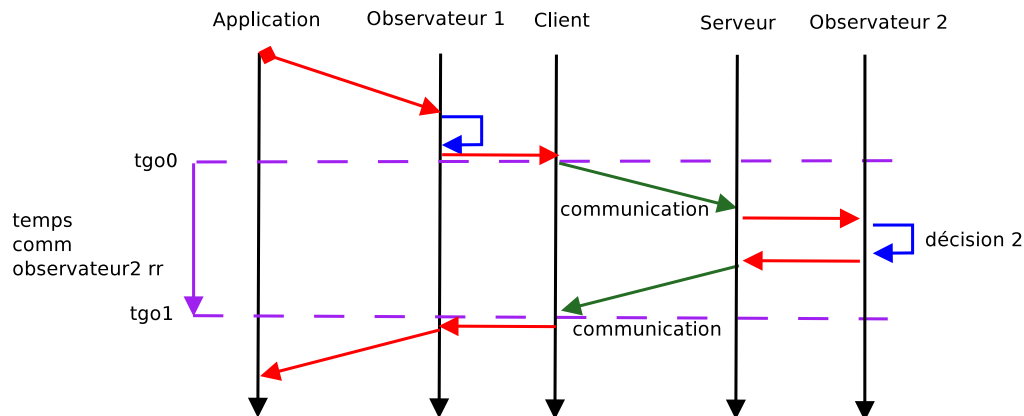 Application
Observateur 1
Client
Serveur
Observateur 2
tgo0
communication
décision 2
temps
comm
observateur2 rr
tgo1
communication